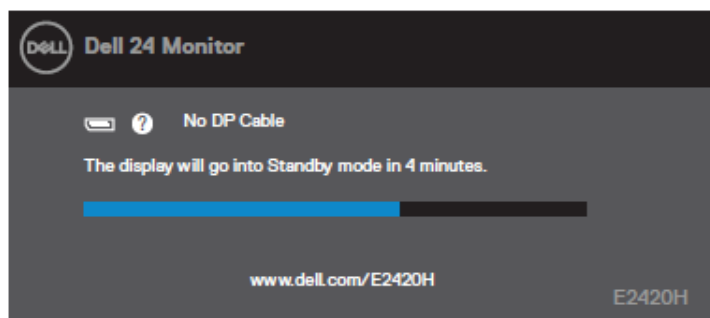 DELL Dell 24 Monitor
? No DP Cable
The display will go into Standby mode in 4 minutes.
www.dell.com/E2420H
E2420H